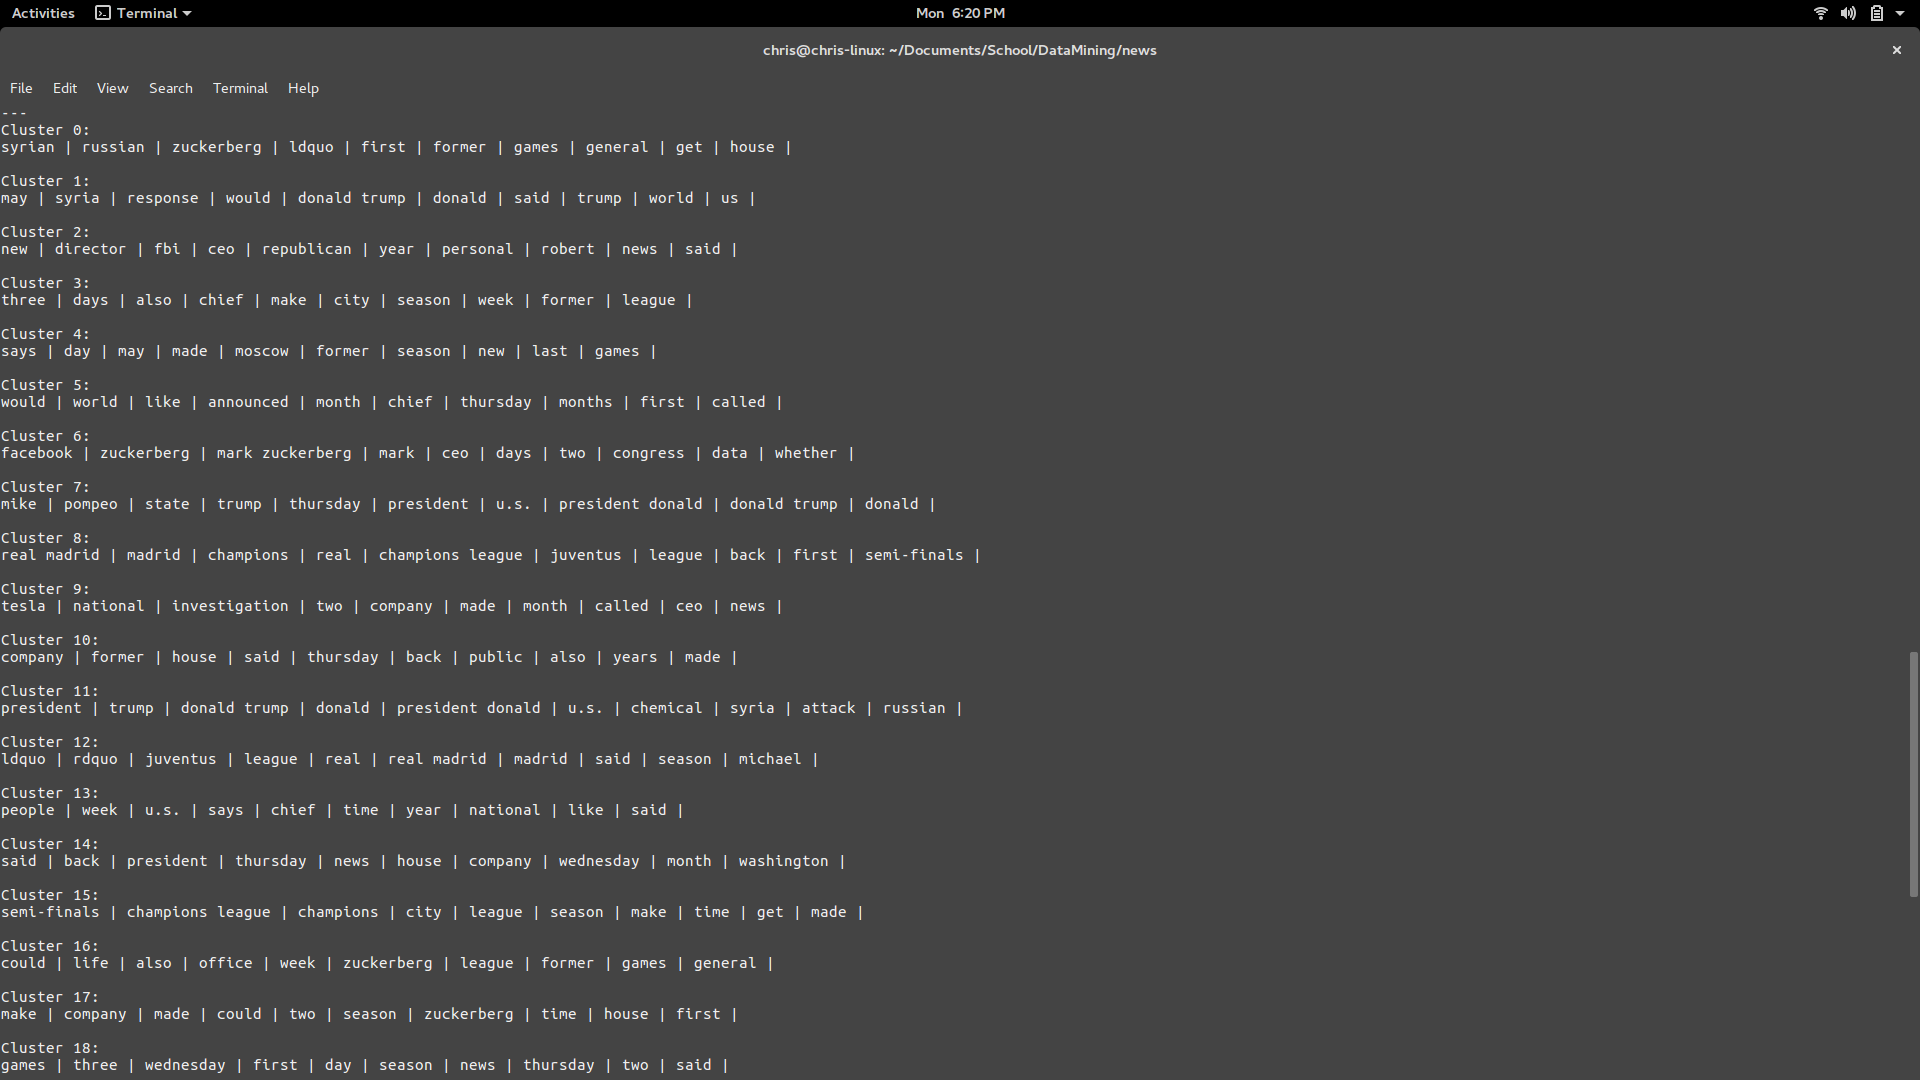 Activities Terminal Mon 6:20 PM
chris@chris-linux: ~/Documents/School/DataMining/news
File Edit View Search Terminal Help
---
Cluster 0:
syrian | russian | zuckerberg | ldquo | first | former | games | general | get | house |
Cluster 1:
may | syria | response | would | donald trump | donald | said | trump | world | us |
Cluster 2:
new | director | fbi | ceo | republican | year | personal | robert | news | said |
Cluster 3:
three | days | also | chief | make | city | season | week | former | league |
Cluster 4:
says | day | may | made | moscow | former | season | new | last | games |
Cluster 5:
would | world | like | announced | month | chief | thursday | months | first | called |
Cluster 6:
facebook | zuckerberg | mark zuckerberg | mark | ceo | days | two | congress | data | whether |
Cluster 7:
mike | pompeo | state | trump | thursday | president | u.s. | president donald | donald trump | donald |
Cluster 8:
real madrid | madrid | champions | real | champions league | juventus | league | back | first | semi-finals |
Cluster 9:
tesla | national | investigation | two | company | made | month | called | ceo | news |
Cluster 10:
company | former | house | said | thursday | back | public | also | years | made |
Cluster 11:
president | trump | donald trump | donald | president donald | u.s. | chemical | syria | attack | russian |
Cluster 12:
ldquo | rdquo | juventus | league | real | real madrid | madrid | said | season | michael |
Cluster 13:
people | week | u.s. | says | chief | time | year | national | like | said |
Cluster 14:
said | back | president | thursday | news | house | company | wednesday | month | washington |
Cluster 15:
semi-finals | champions league | champions | city | league | season | make | time | get | made |
Cluster 16:
could | life | also | office | week | zuckerberg | league | former | games | general |
Cluster 17:
make | company | made | could | two | season | zuckerberg | time | house | first |
Cluster 18:
games | three | wednesday | first | day | season | news | thursday | two | said |